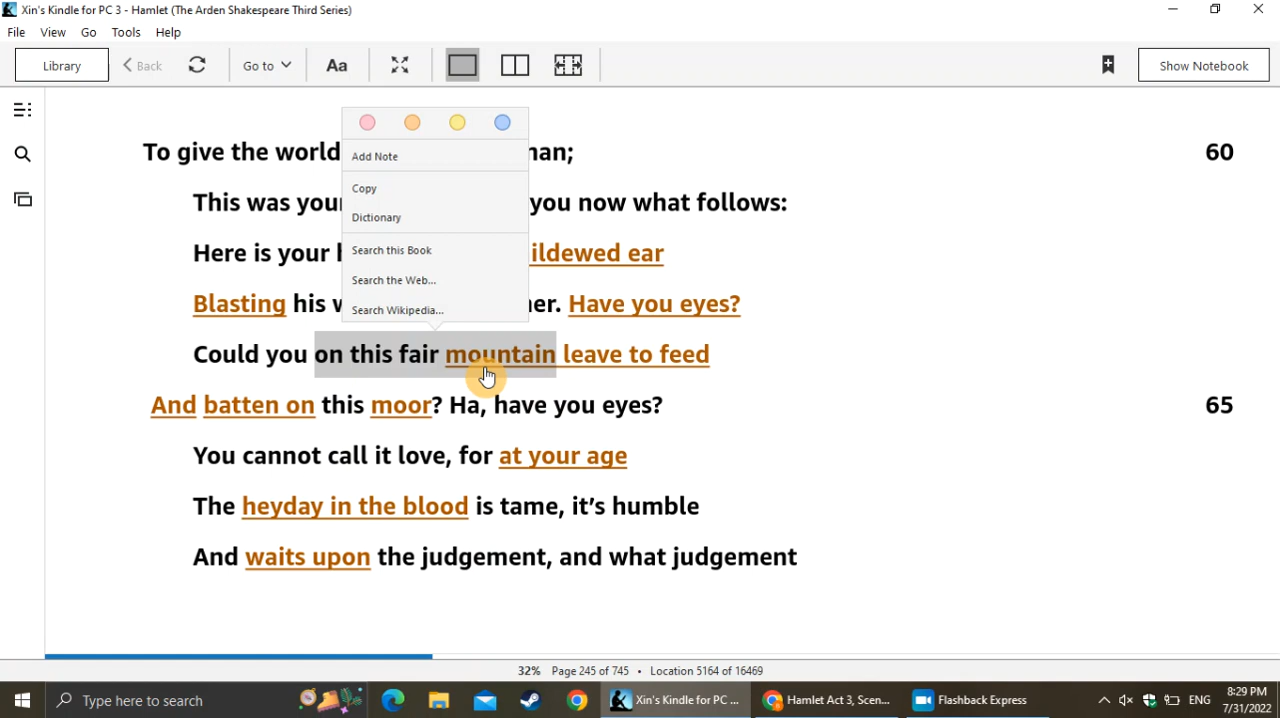 Xin's Kindle for PC 3 - Hamlet (The Arden Shakespeare Third Series)
File View Go Tools Help
Library Back Go to Aa Show Notebook
To give the world nan; 60
Add Note
This was your you now what follows:
Copy
Dictionary
Here is your ildewed ear
Search this Book
Search the Web...
Blasting his w er. Have you eyes?
Search Wikipedia...
Could you on this fair mountain leave to feed
And batten on this moor? Ha, have you eyes? 65
You cannot call it love, for at your age
The heyday in the blood is tame, it's humble
And waits upon the judgement, and what judgement
32% Page 245 of 745 • Location 5164 of 16469
Type here to search Xin's Kindle for PC ... Hamlet Act 3, Scen... Flashback Express ENG 8:29 PM
7/31/2022